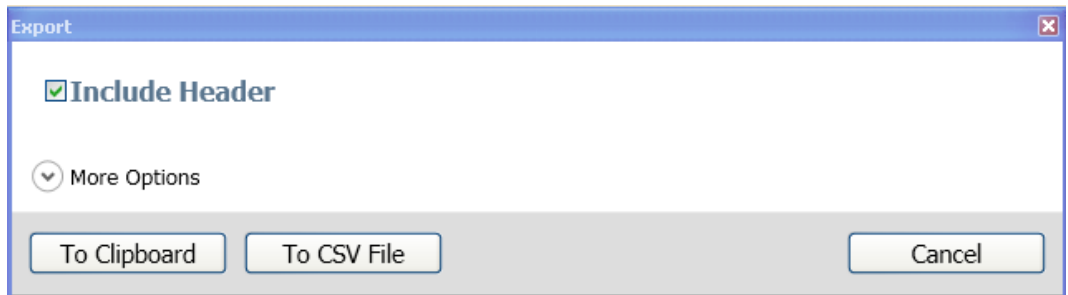 Export
Include Header
More Options
To Clipboard To CSV File Cancel